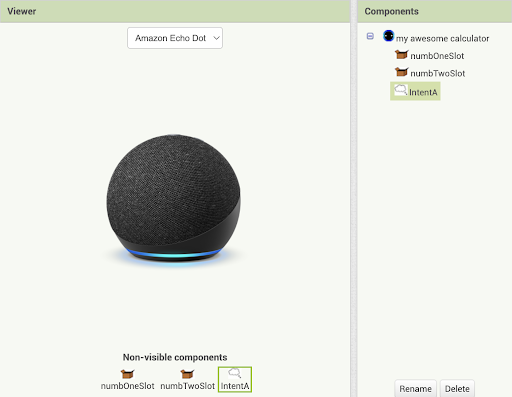 Viewer
Amazon Echo Dot
Non-visible components
numbOneSlot numbTwoSlot IntentA
Components
my awesome calculator
numbOneSlot
numbTwoSlot
IntentA
Rename Delete